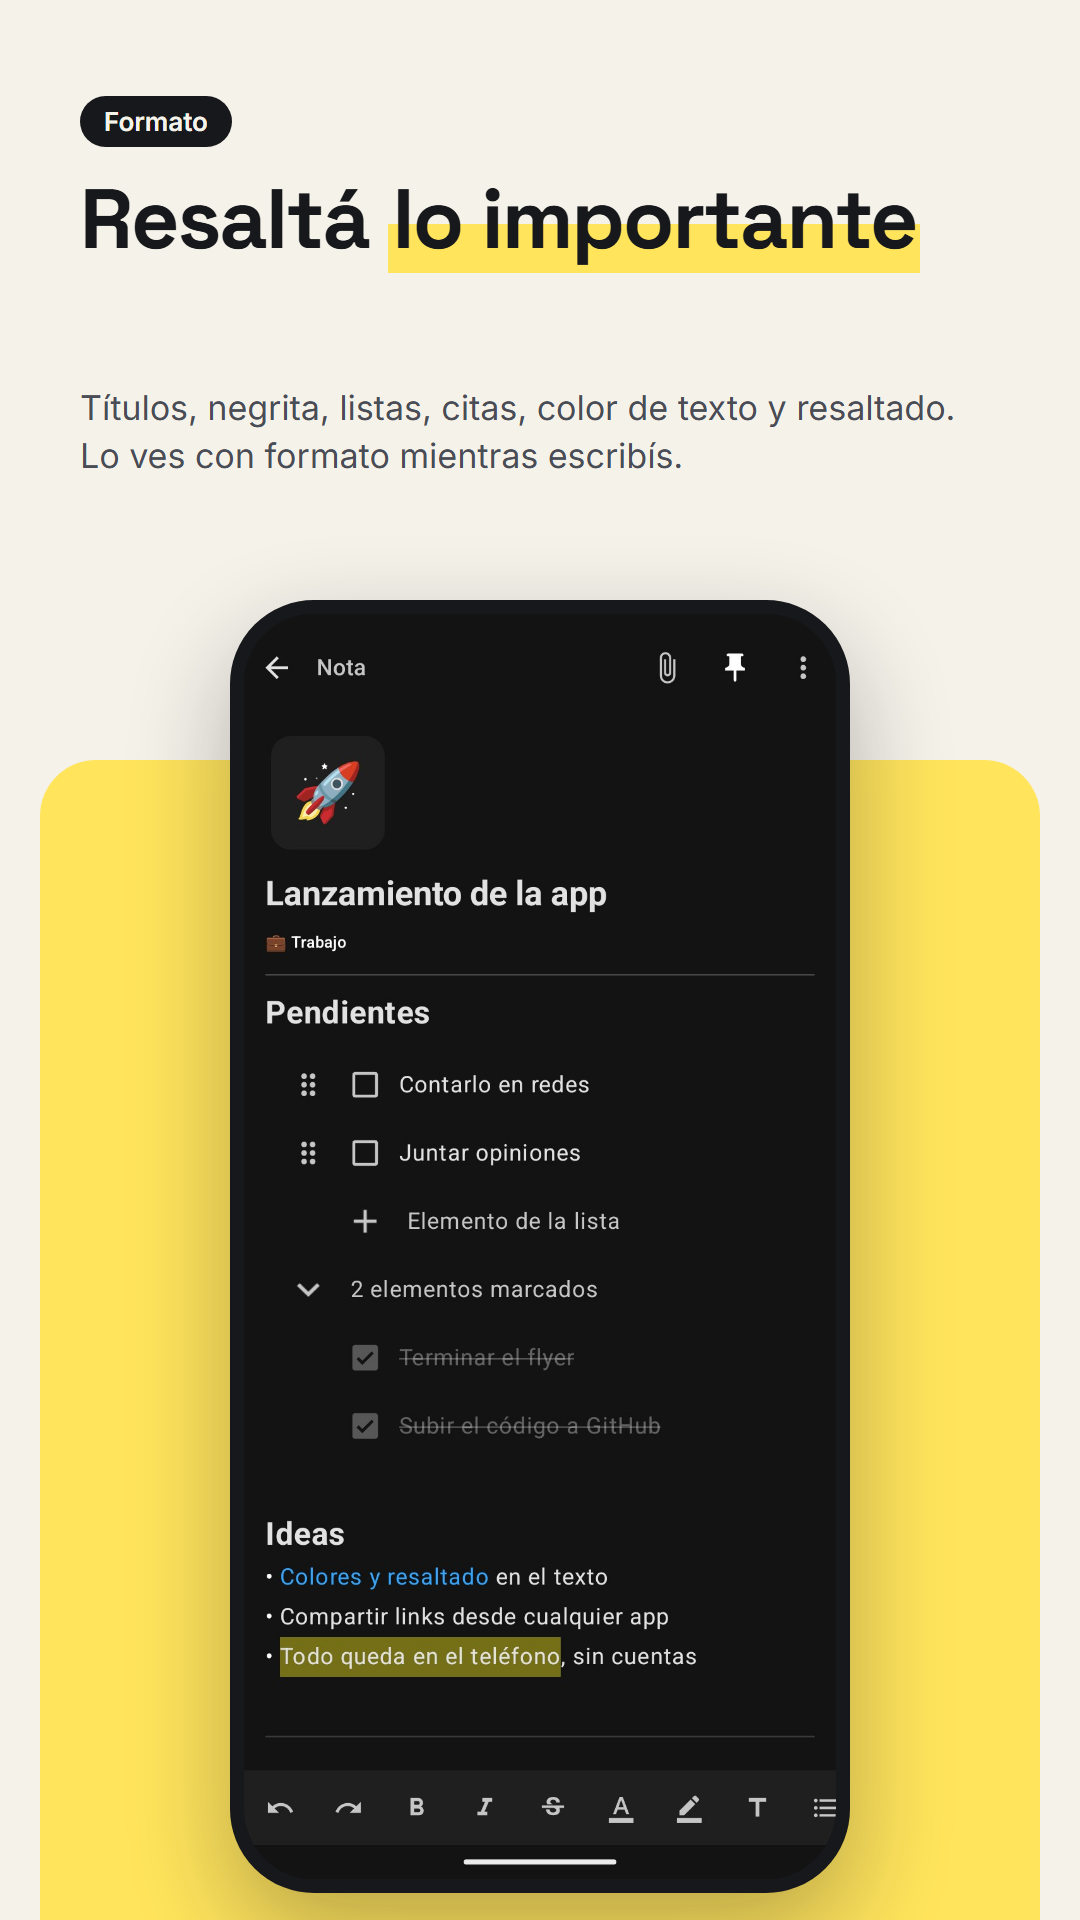 Formato
Resaltá lo importante
Títulos, negrita, listas, citas, color de texto y resaltado.
Lo ves con formato mientras escribís.
Nota
Lanzamiento de la app
Trabajo
Pendientes
Contarlo en redes
Juntar opiniones
Elemento de la lista
2 elementos marcados
Terminar el flyer
Subir el código a GitHub
Ideas
• Colores y resaltado en el texto
• Compartir links desde cualquier app
• Todo queda en el teléfono, sin cuentas
B I S A T